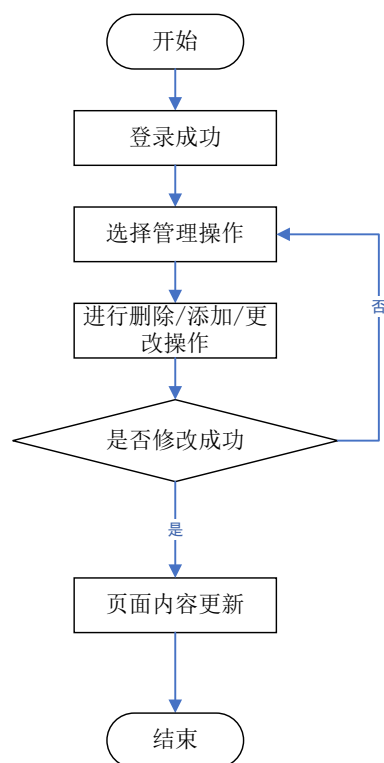 开始
登录成功
选择管理操作
进行删除/添加/更
改操作
否
是否修改成功
是
页面内容更新
结束